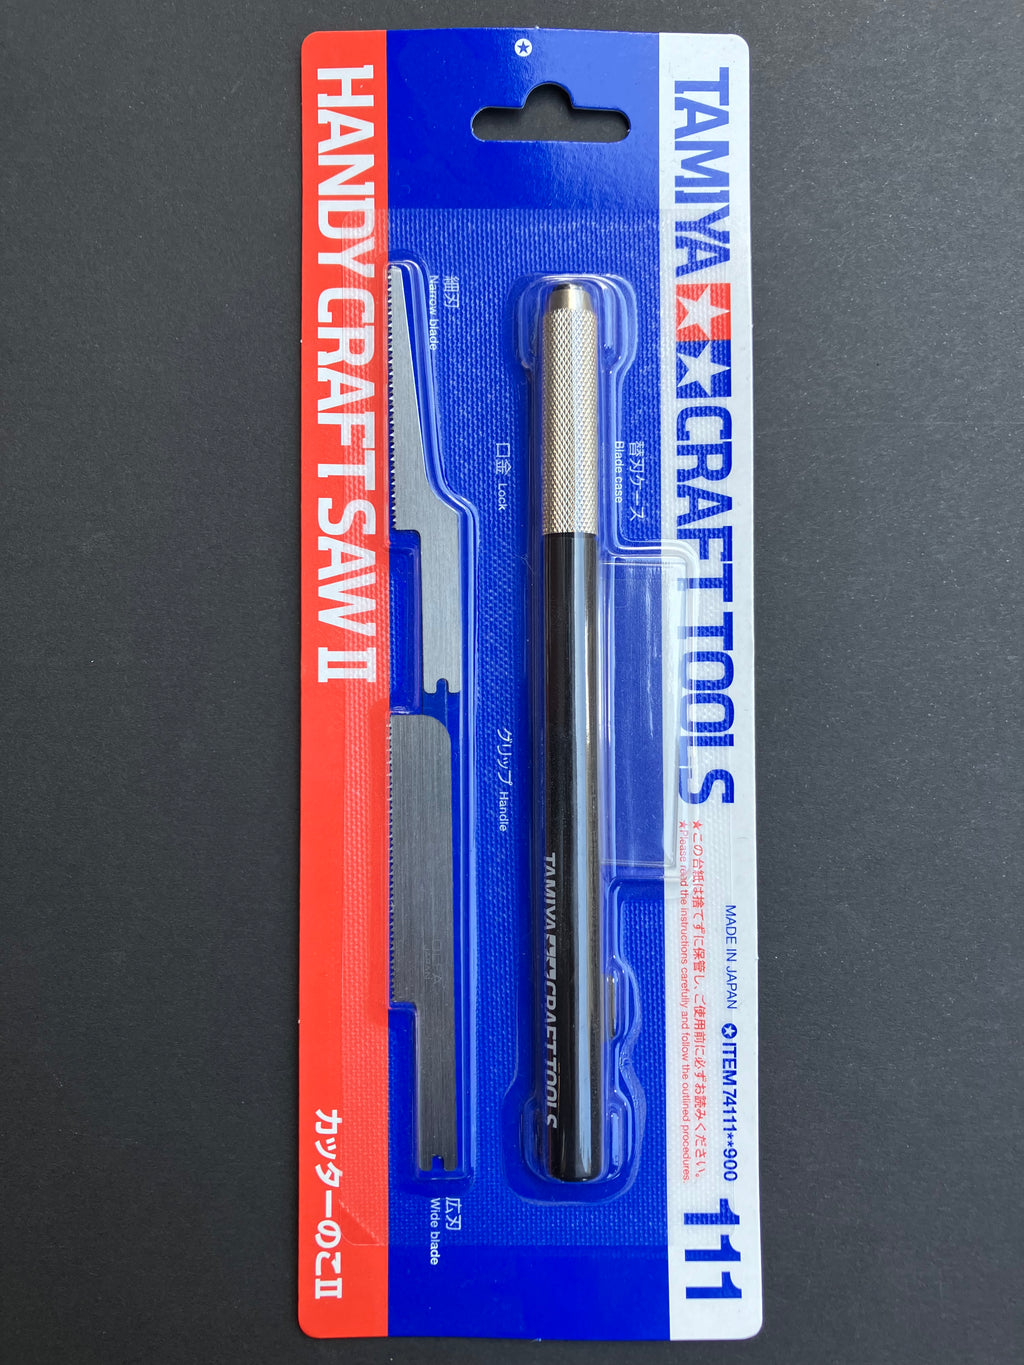 TAMIYA CRAFT TOOLS
MADE IN JAPAN ITEM 74111**900
111
★この台紙は捨てずに保管し、ご使用前に必ずお読みください。
★Please read the instructions carefully and follow the outlined procedures.
替刃ケース
Blade case
口金 Lock
グリップ Handle
TAMIYA CRAFT TOOLS
細刃
Narrow blade
広刃
Wide blade
HANDY CRAFT SAW II
カッターのこII